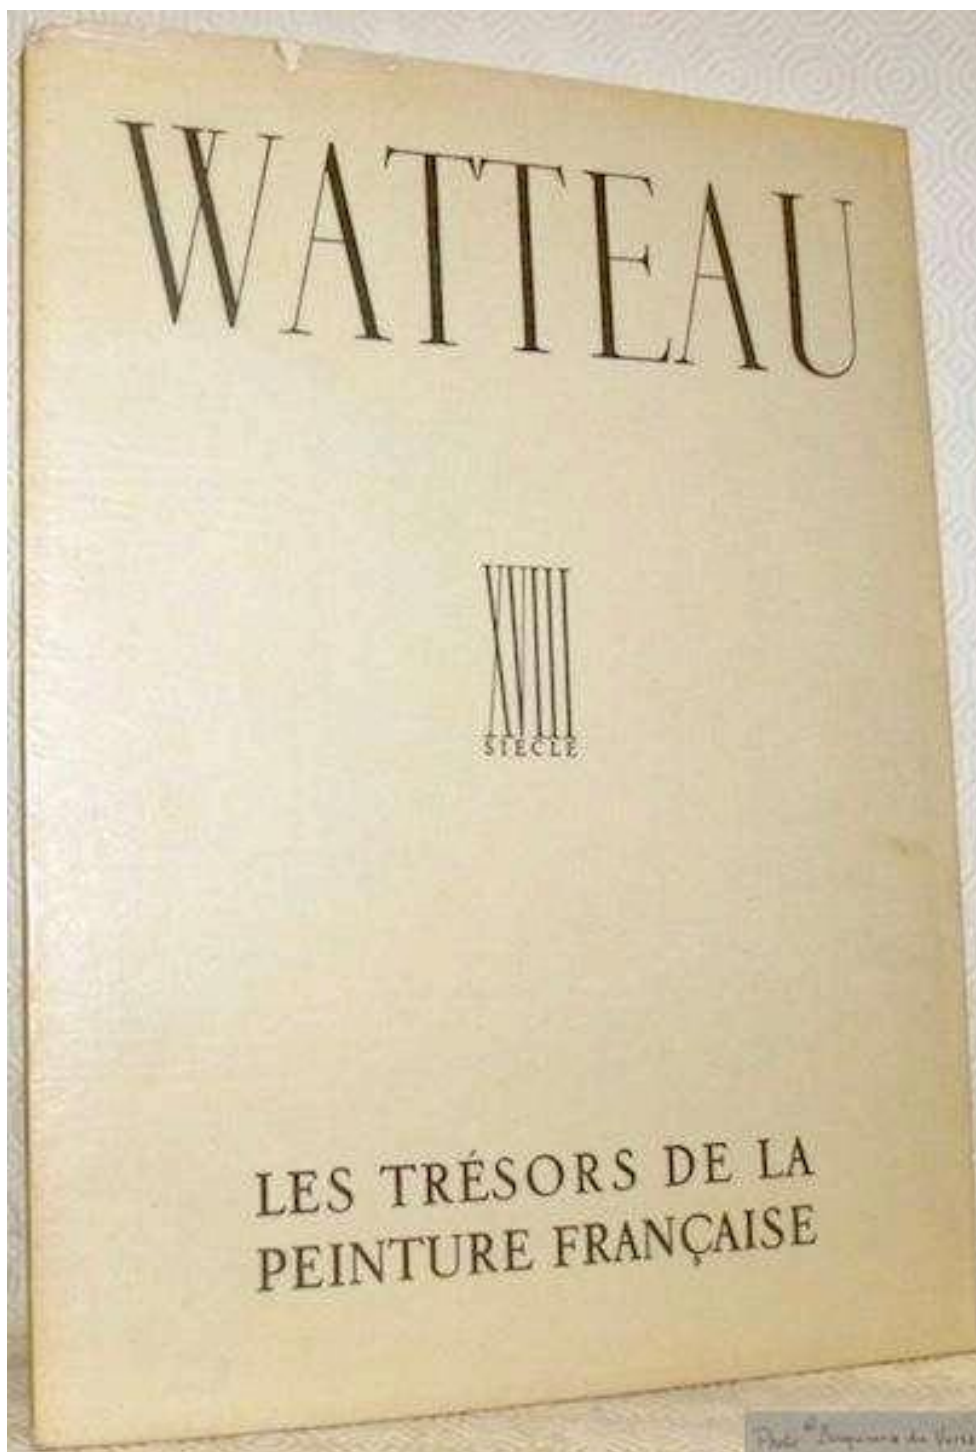 WATTEAU
XVIII
SIÈCLE
LES TRÉSORS DE LA
PEINTURE FRANÇAISE